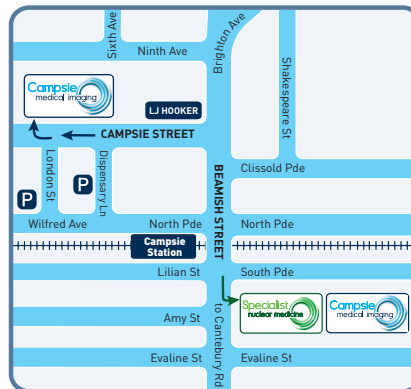 Sixth Ave
Brighton Ave
Ninth Ave
Shakespeare St
Campsie
medical imaging
LJ HOOKER
CAMPSIE STREET
London St
Dispensary Ln
BEAMISH STREET
Clissold Pde
P
P
Wilfred Ave
North Pde
North Pde
Campsie
Station
Lilian St
South Pde
Specialist
nuclear medicine
Campsie
medical imaging
Amy St
to Cantebury Rd
Evaline St
Evaline St